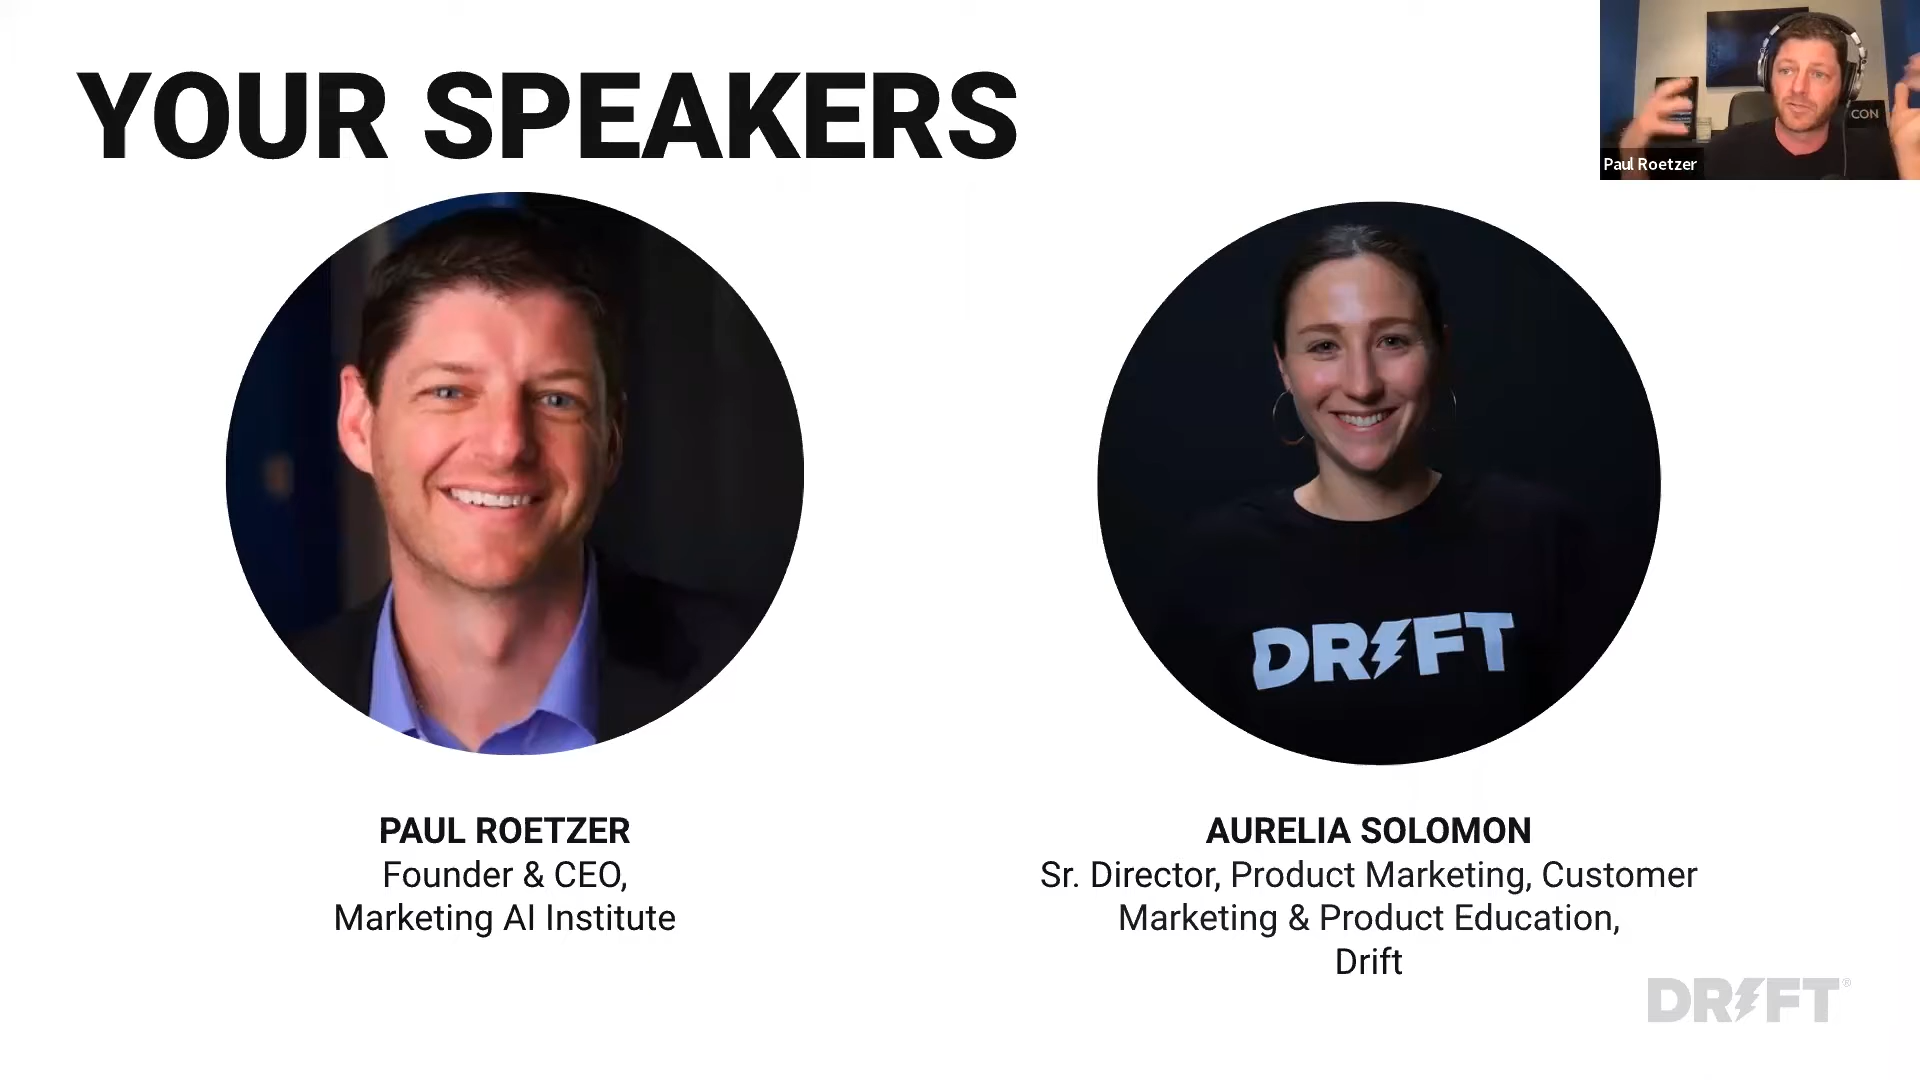 YOUR SPEAKERS
CON
Paul Roetzer
DRIFT
PAUL ROETZER
Founder & CEO,
Marketing AI Institute
AURELIA SOLOMON
Sr. Director, Product Marketing, Customer
Marketing & Product Education,
Drift
DRIFT®